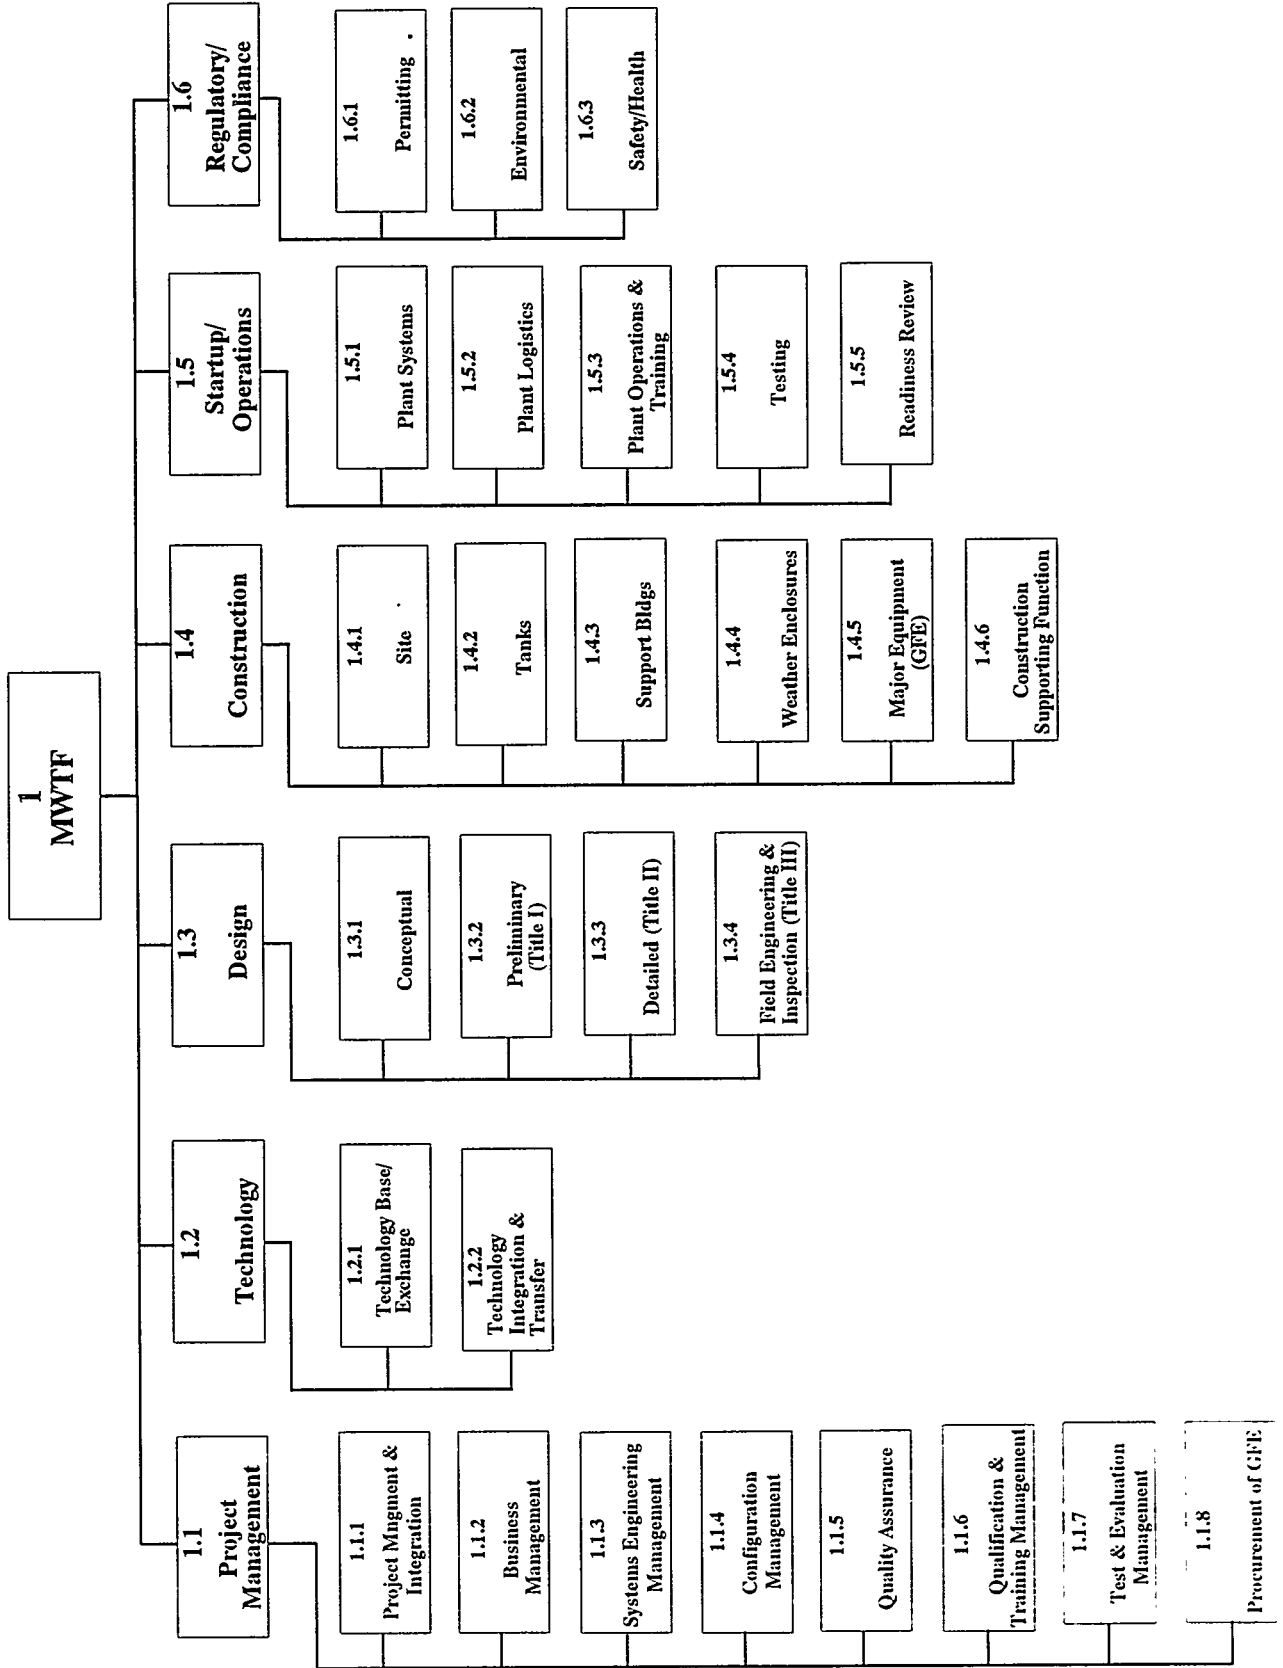 1
MWTF
1.1
Project
Management
1.1.1
Project Mngment &
Integration
1.1.2
Business
Management
1.1.3
Systems Engineering
Management
1.1.4
Configuration
Management
1.1.5
Quality Assurance
1.1.6
Qualification &
Training Management
1.1.7
Test & Evaluation
Management
1.1.8
Procurement of GFE
1.2
Technology
1.2.1
Technology Base/
Exchange
1.2.2
Technology
Integration &
Transfer
1.3
Design
1.3.1
Conceptual
1.3.2
Preliminary
(Title I)
1.3.3
Detailed (Title II)
1.3.4
Field Engineering &
Inspection (Title III)
1.4
Construction
1.4.1
Site
1.4.2
Tanks
1.4.3
Support Bldgs
1.4.4
Weather Enclosures
1.4.5
Major Equipment
(GFE)
1.4.6
Construction
Supporting Function
1.5
Startup/
Operations
1.5.1
Plant Systems
1.5.2
Plant Logistics
1.5.3
Plant Operations &
Training
1.5.4
Testing
1.5.5
Readiness Review
1.6
Regulatory/
Compliance
1.6.1
Permitting
1.6.2
Environmental
1.6.3
Safety/Health